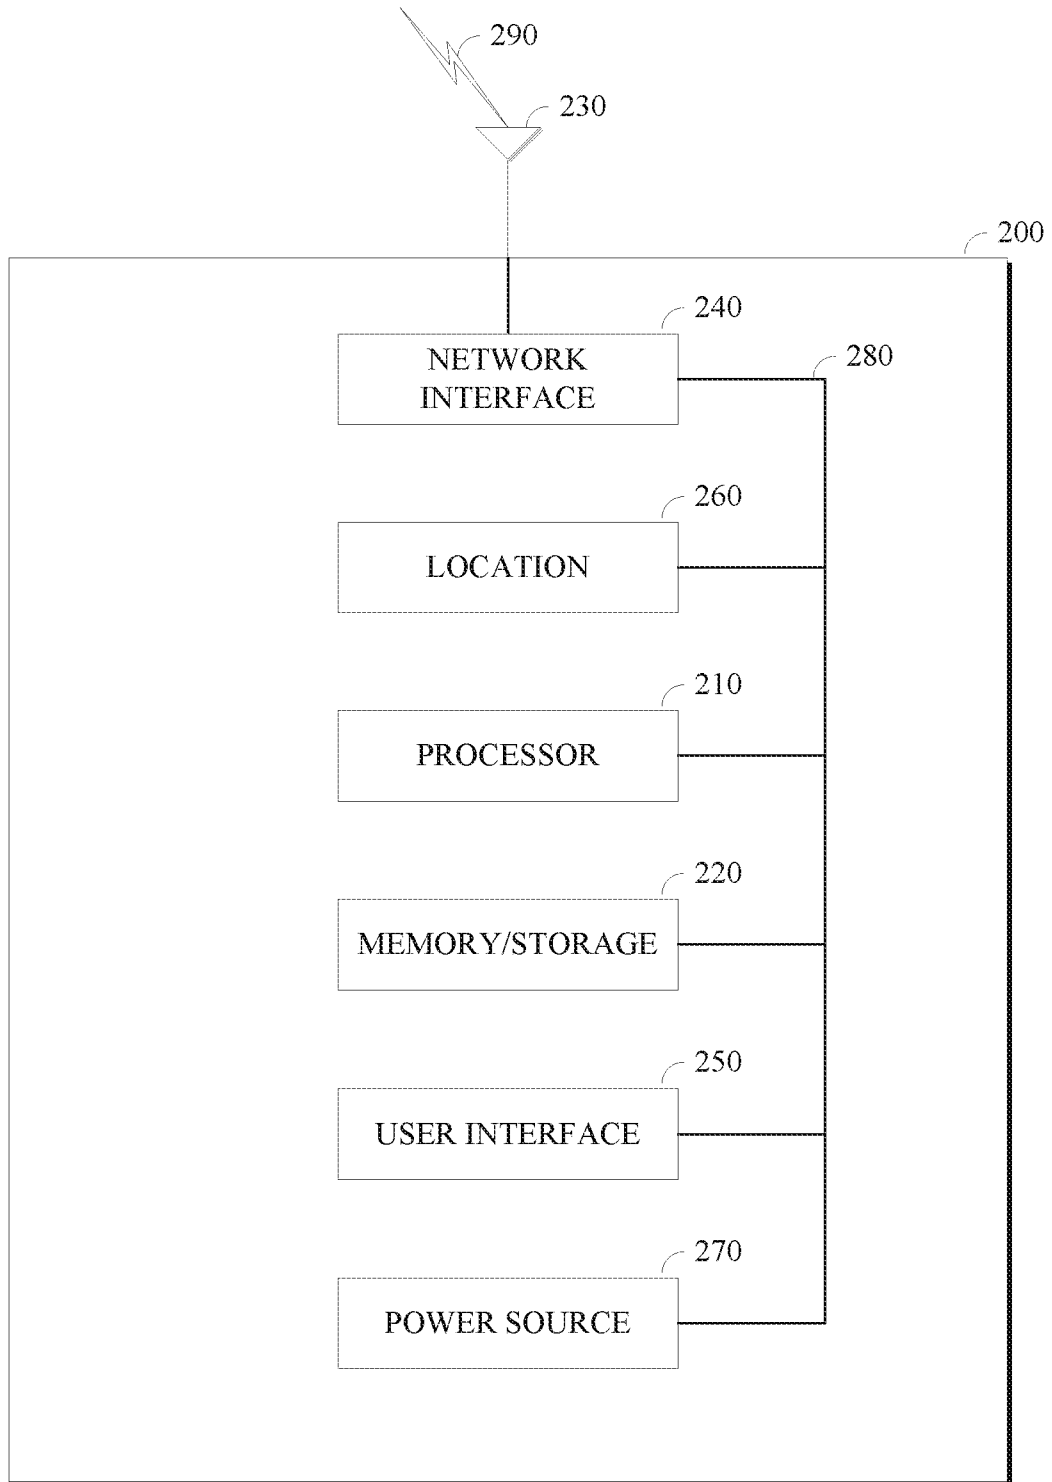 290
230
200
240
NETWORK
INTERFACE
280
260
LOCATION
210
PROCESSOR
220
MEMORY/STORAGE
250
USER INTERFACE
270
POWER SOURCE